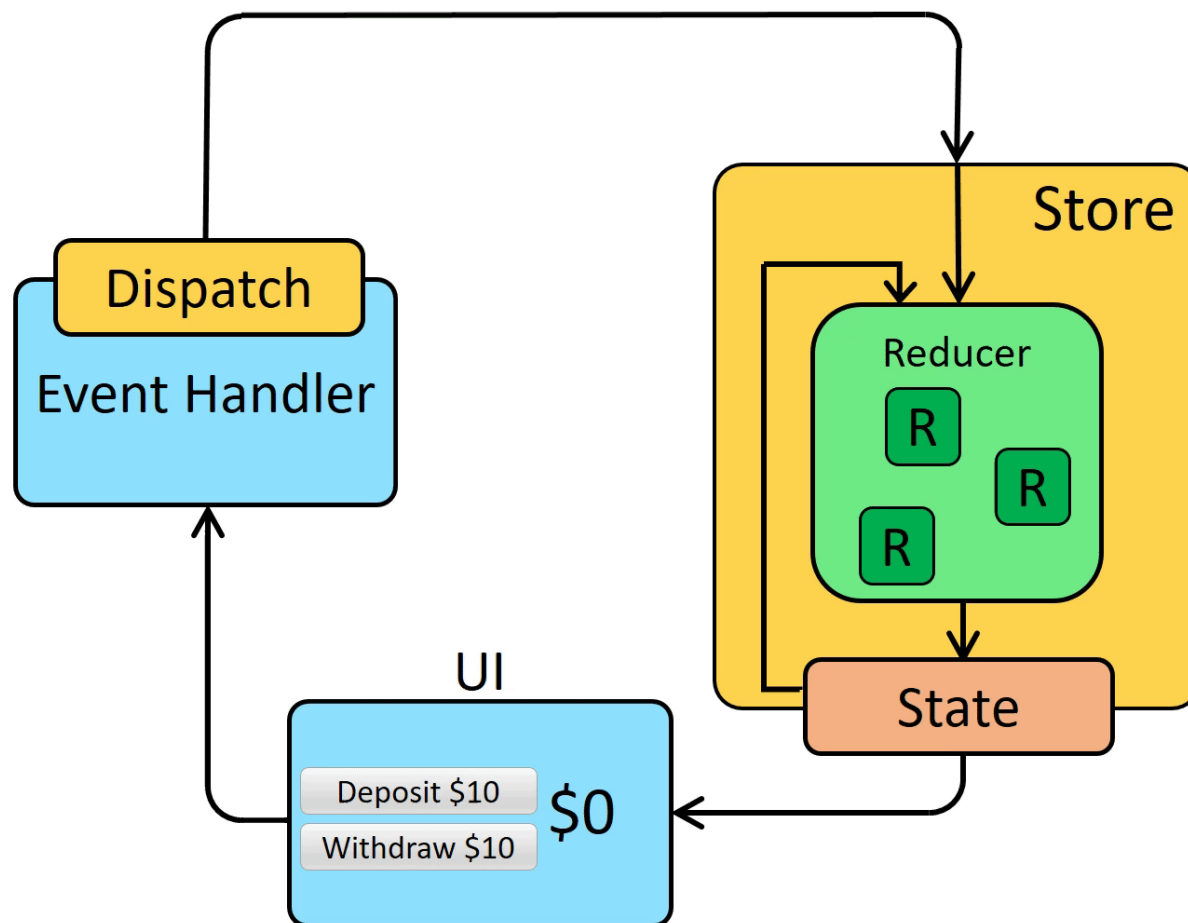 Store
Dispatch
Event Handler
Reducer
R
R
R
State
UI
Deposit $10
Withdraw $10
$0